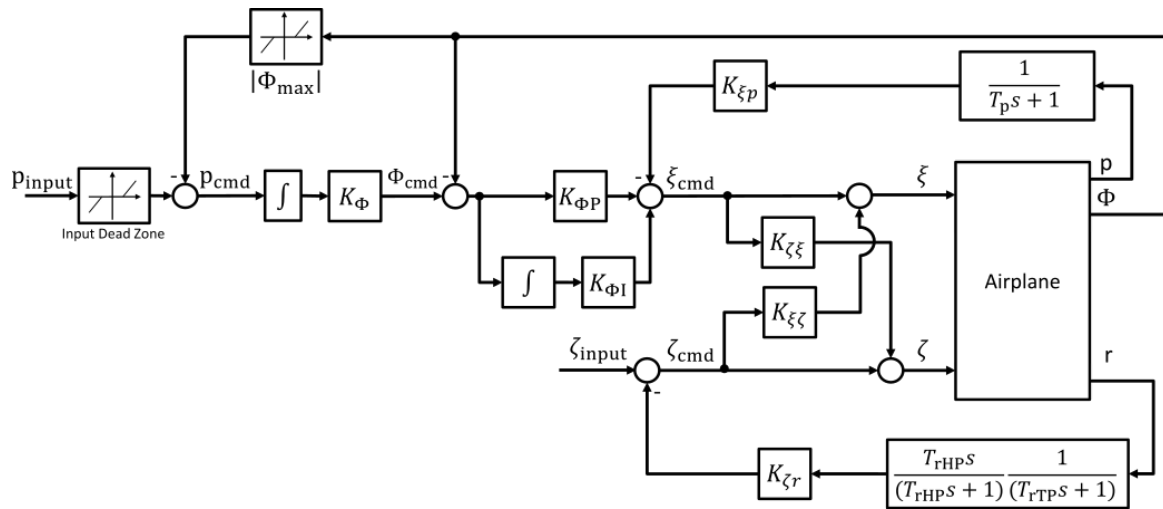 |Φmax|
Kξp
1
Tps + 1
pinput
Input Dead Zone
-
pcmd
∫
KΦ
Φcmd
-
KΦP
∫
KΦI
-
ξcmd
Kζξ
Kξζ
ξ
Airplane
p
Φ
r
ζinput
-
ζcmd
ζ
Kζr
TrHPs
(TrHPs + 1)
1
(TrTPs + 1)